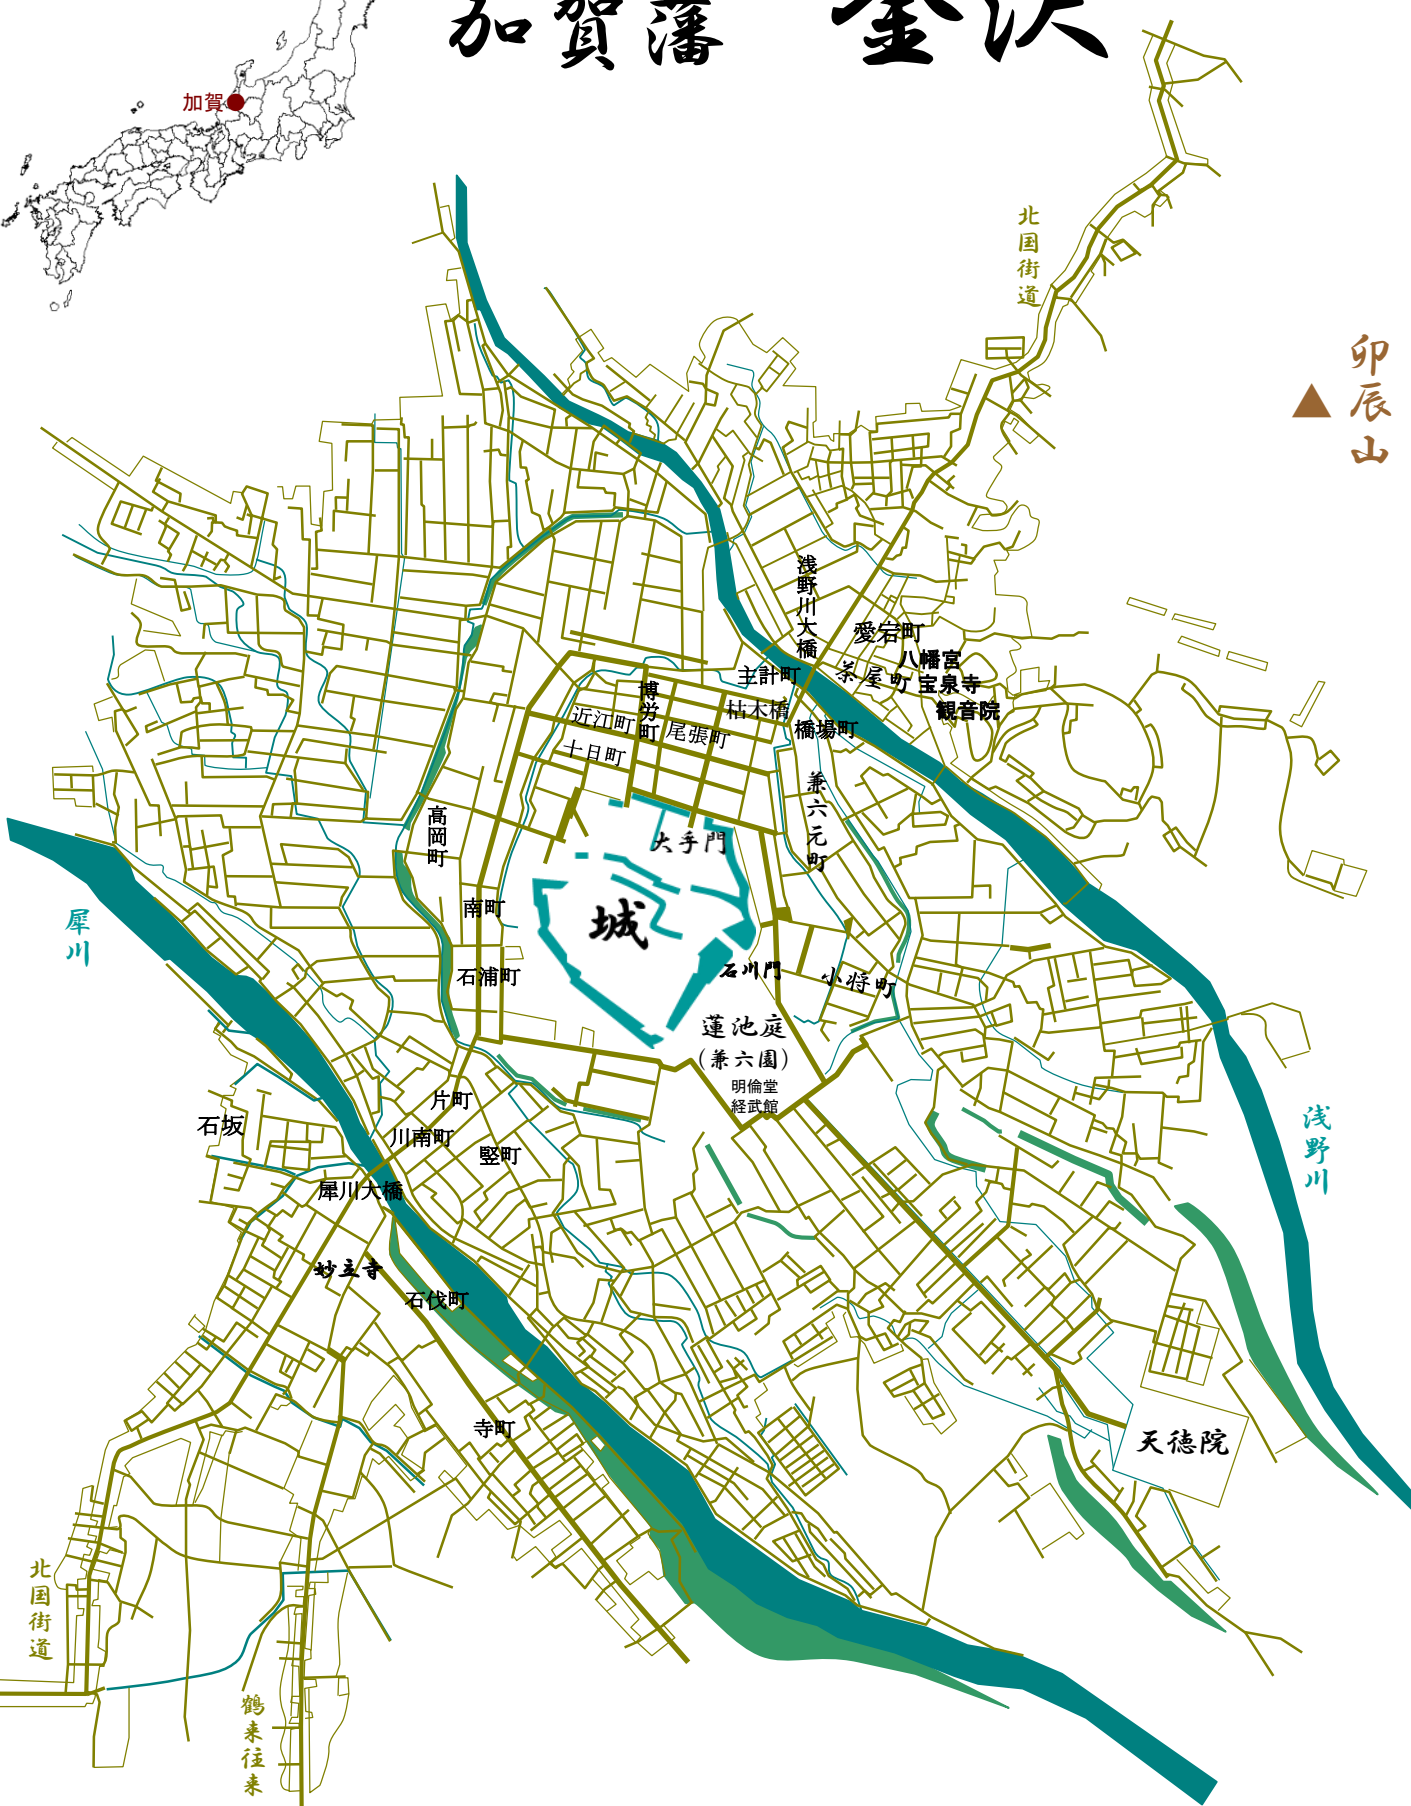 加賀藩 金沢
加賀
北国街道
卯辰山
浅野川大橋
愛宕町
八幡宮
主計町
茶屋町
宝泉寺
博労町
枯木橋
観音院
近江町
尾張町
橋場町
十日町
兼六元町
高岡町
大手門
南町
城
犀川
石川門
石浦町
小将町
蓮池庭
(兼六園)
明倫堂
経武館
片町
石坂
川南町
竪町
浅野川
犀川大橋
妙立寺
石伐町
寺町
天徳院
北国街道
鶴来往来